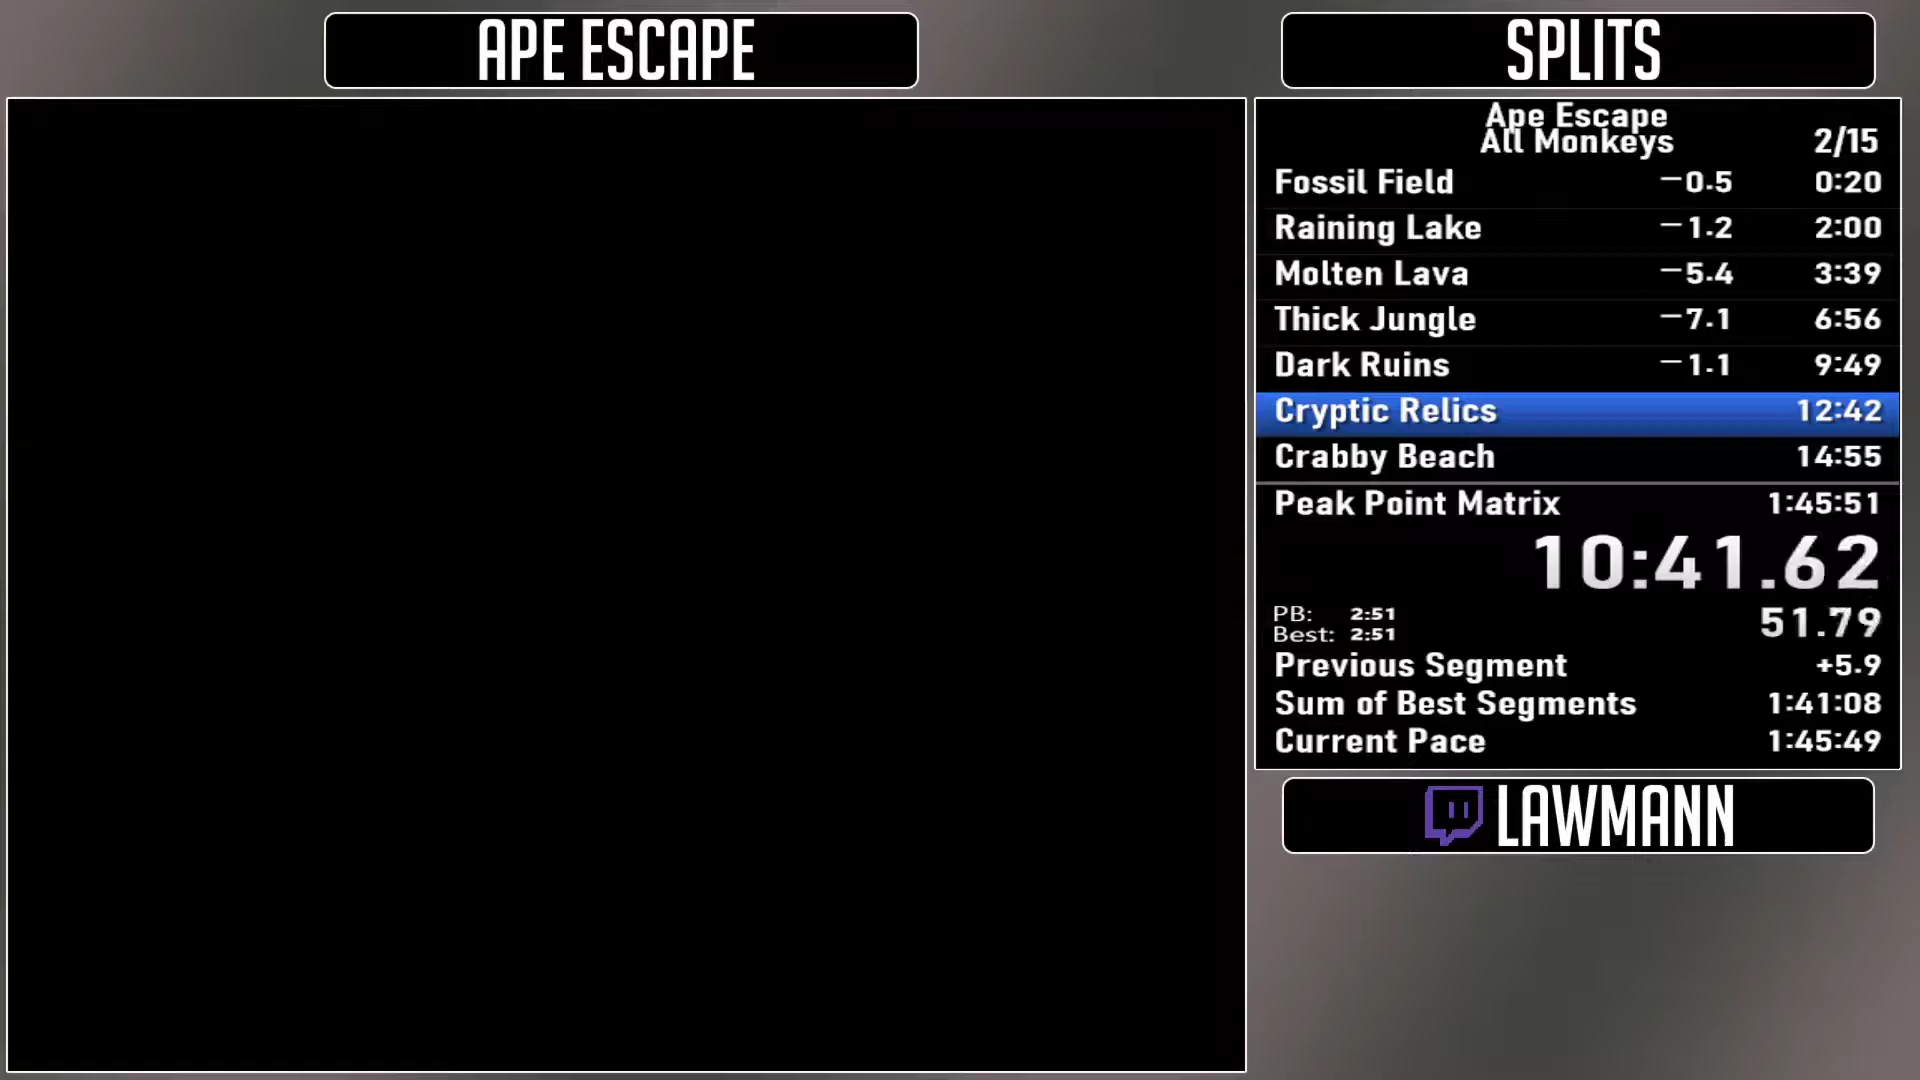 APE ESCAPE
SPLITS
Ape Escape
All Monkeys 2/15
Fossil Field −0.5 0:20
Raining Lake −1.2 2:00
Molten Lava −5.4 3:39
Thick Jungle −7.1 6:56
Dark Ruins −1.1 9:49
Cryptic Relics 12:42
Crabby Beach 14:55
Peak Point Matrix 1:45:51
10:41.62
PB: 2:51 51.79
Best: 2:51
Previous Segment +5.9
Sum of Best Segments 1:41:08
Current Pace 1:45:49
LAWMANN